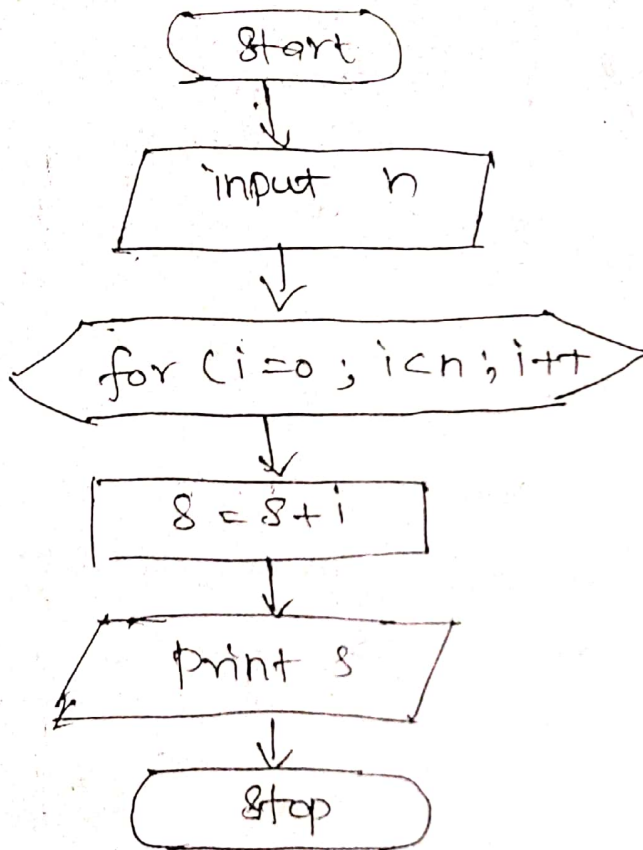 Start
input n
for (i=0; i<n; i++
s = s+i
print s
Stop